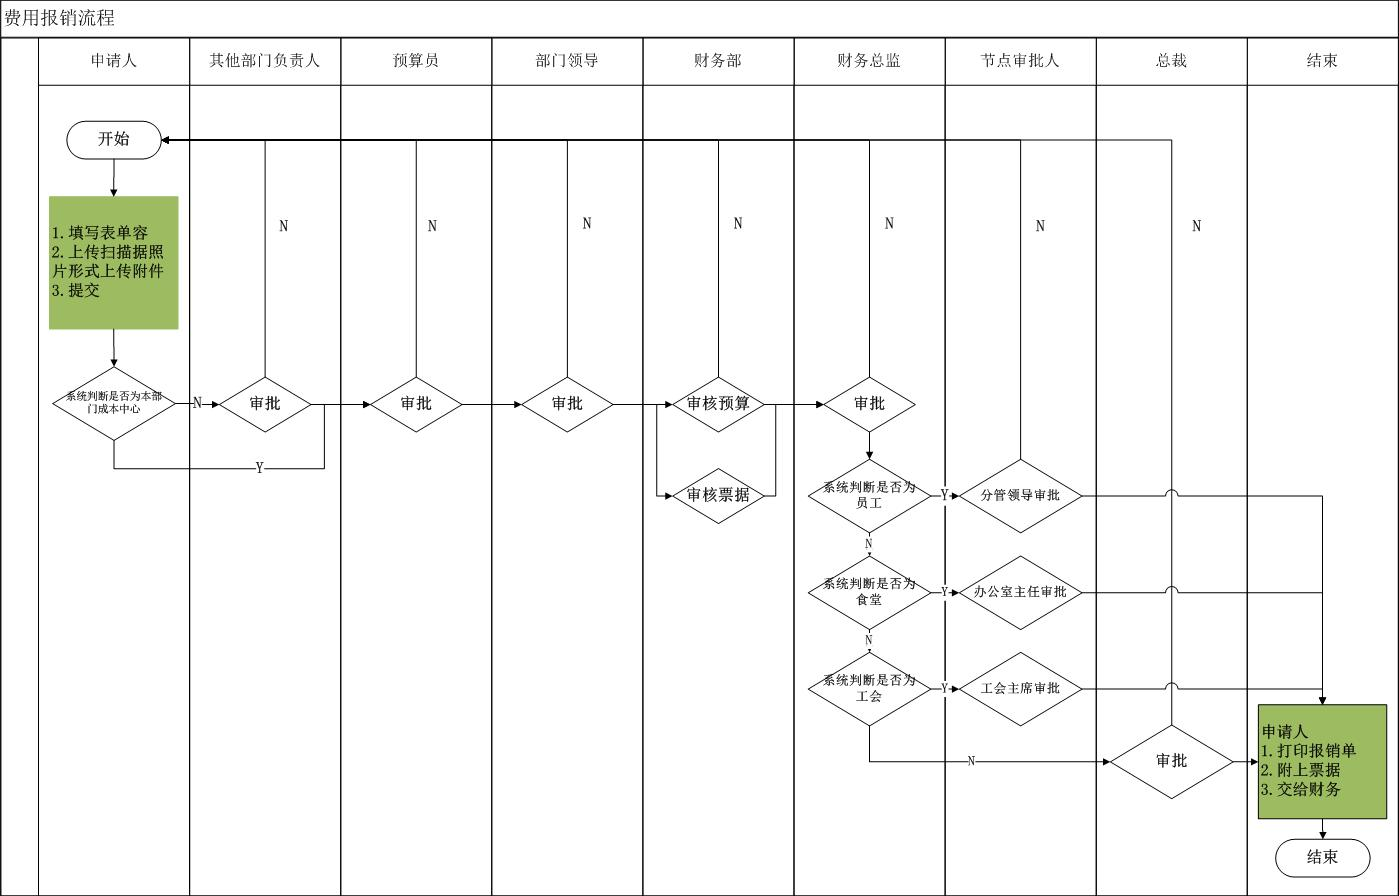 费用报销流程
申请人
其他部门负责人
预算员
部门领导
财务部
财务总监
节点审批人
总裁
结束
开始
N
N
N
N
N
N
N
1.填写表单容
2.上传扫描据照
片形式上传附件
3.提交
系统判断是否为本部
门成本中心
N
审批
审批
审批
审核预算
审批
Y
审核票据
系统判断是否为
员工
Y
分管领导审批
N
系统判断是否为
食堂
Y
办公室主任审批
N
系统判断是否为
工会
Y
工会主席审批
N
审批
申请人
1.打印报销单
2.附上票据
3.交给财务
结束